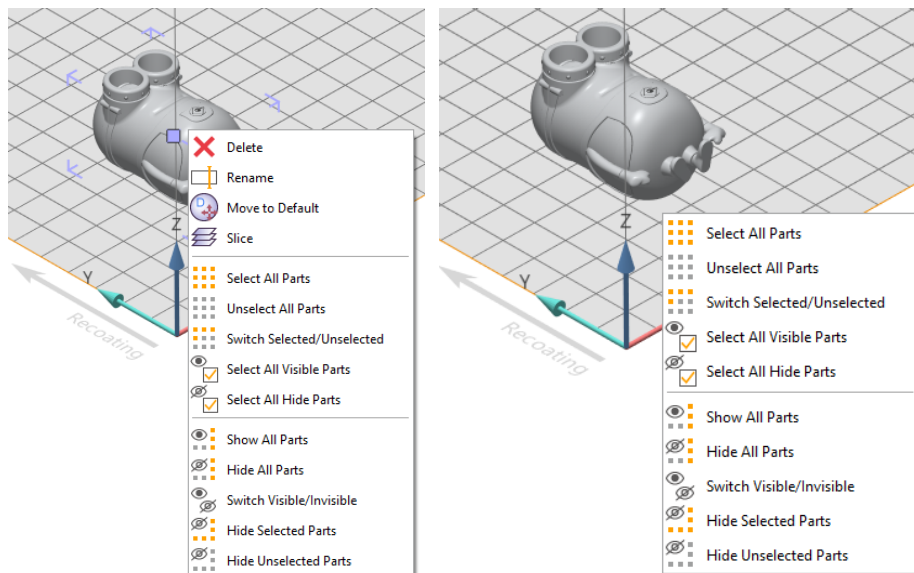 Delete
Rename
Move to Default
Slice
Select All Parts
Unselect All Parts
Switch Selected/Unselected
Select All Visible Parts
Select All Hide Parts
Show All Parts
Hide All Parts
Switch Visible/Invisible
Hide Selected Parts
Hide Unselected Parts
Z
Y
Recoating
D
Select All Parts
Unselect All Parts
Switch Selected/Unselected
Select All Visible Parts
Select All Hide Parts
Show All Parts
Hide All Parts
Switch Visible/Invisible
Hide Selected Parts
Hide Unselected Parts
Z
Y
Recoating